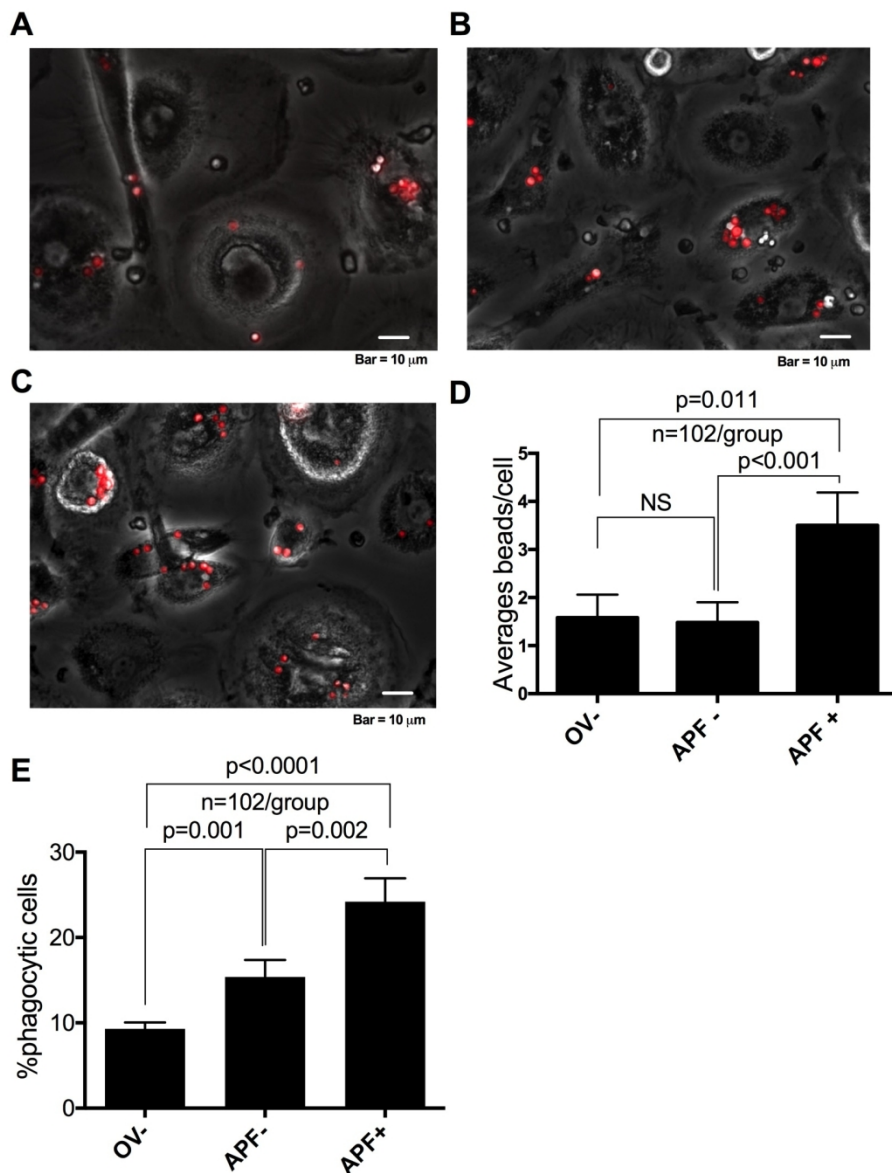 A
B
Bar = 10 µm
Bar = 10 µm
C
Bar = 10 µm
D
p=0.011
n=102/group
p<0.001
NS
Averages beads/cell
5
4
3
2
1
0
OV-
APF -
APF +
E
p<0.0001
n=102/group
p=0.001
p=0.002
%phagocytic cells
30
20
10
0
OV-
APF-
APF+